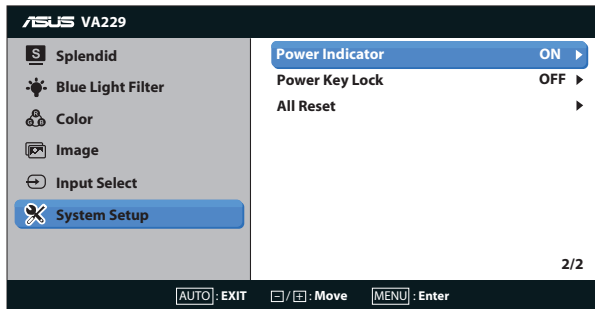 ASUS VA229
S Splendid
Blue Light Filter
R G B Color
Image
Input Select
System Setup
Power Indicator ON
Power Key Lock OFF
All Reset
2/2
AUTO : EXIT - / + : Move MENU : Enter